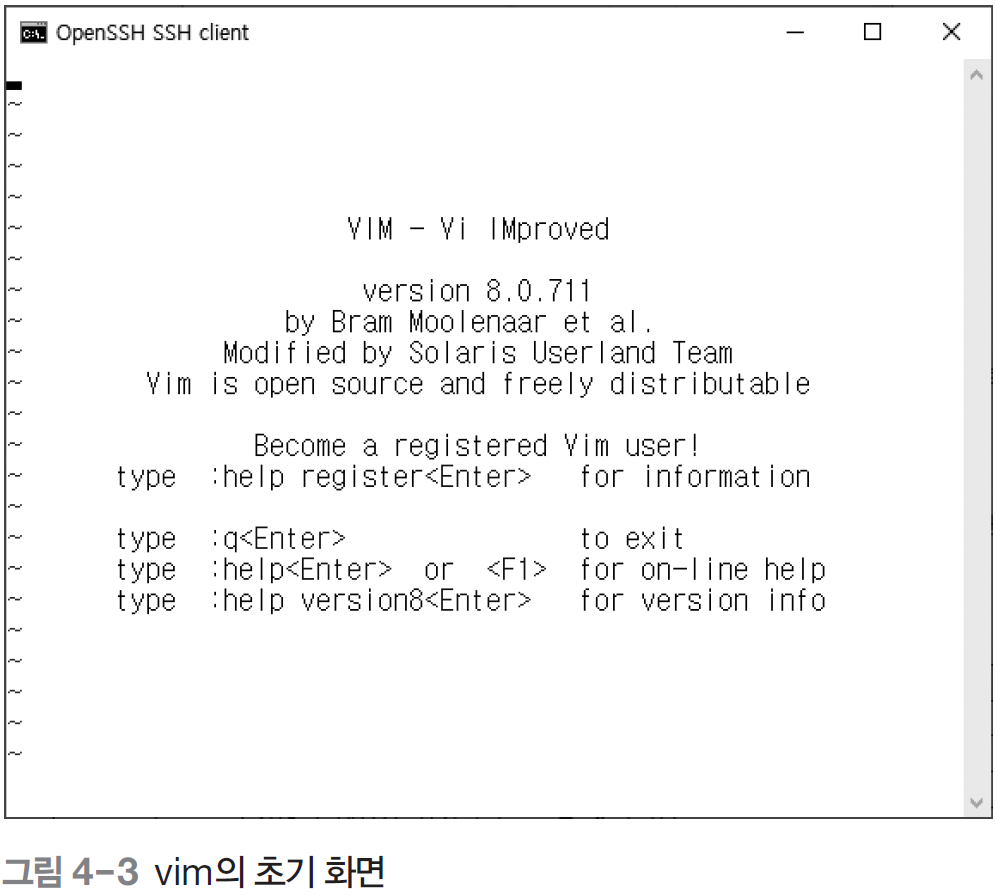 OpenSSH SSH client
~
~
~
~
~ VIM - Vi IMproved
~
~ version 8.0.711
~ by Bram Moolenaar et al.
~ Modified by Solaris Userland Team
~ Vim is open source and freely distributable
~
~ Become a registered Vim user!
~ type :help register<Enter> for information
~
~ type :q<Enter> to exit
~ type :help<Enter> or <F1> for on-line help
~ type :help version8<Enter> for version info
~
~
~
~
~
그림 4-3 vim의 초기 화면